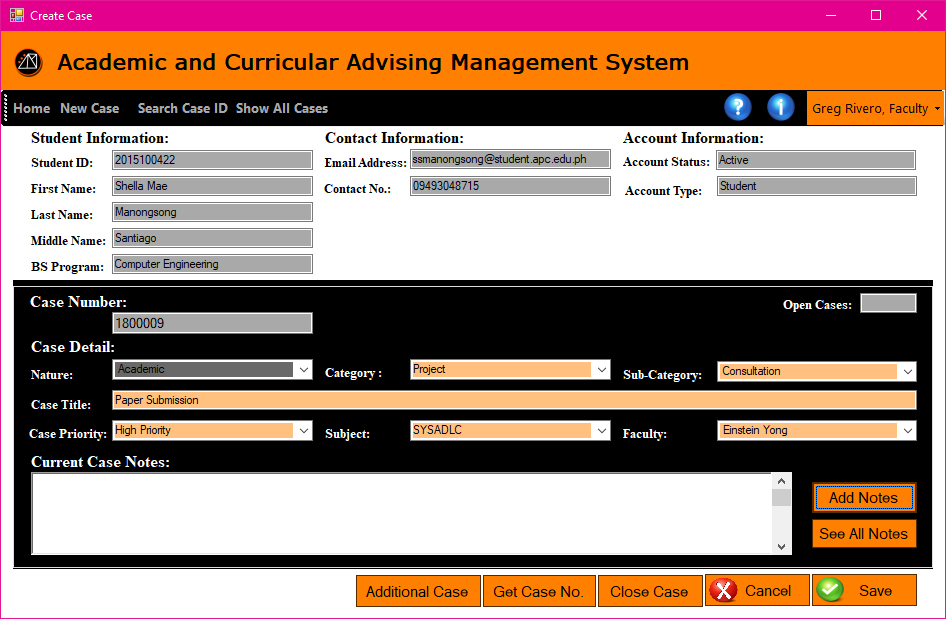 Create Case
Academic and Curricular Advising Management System
Home New Case Search Case ID Show All Cases ? i Greg Rivero, Faculty
Student Information: Contact Information: Account Information:
Student ID: 2015100422 Email Address: ssmanongsong@student.apc.edu.ph Account Status: Active
First Name: Shella Mae Contact No.: 09493048715 Account Type: Student
Last Name: Manongsong
Middle Name: Santiago
BS Program: Computer Engineering
Case Number: Open Cases:
1800009
Case Detail:
Nature: Academic Category : Project Sub-Category: Consultation
Case Title: Paper Submission
Case Priority: High Priority Subject: SYSADLC Faculty: Einstein Yong
Current Case Notes:
Add Notes
See All Notes
Additional Case Get Case No. Close Case Cancel Save